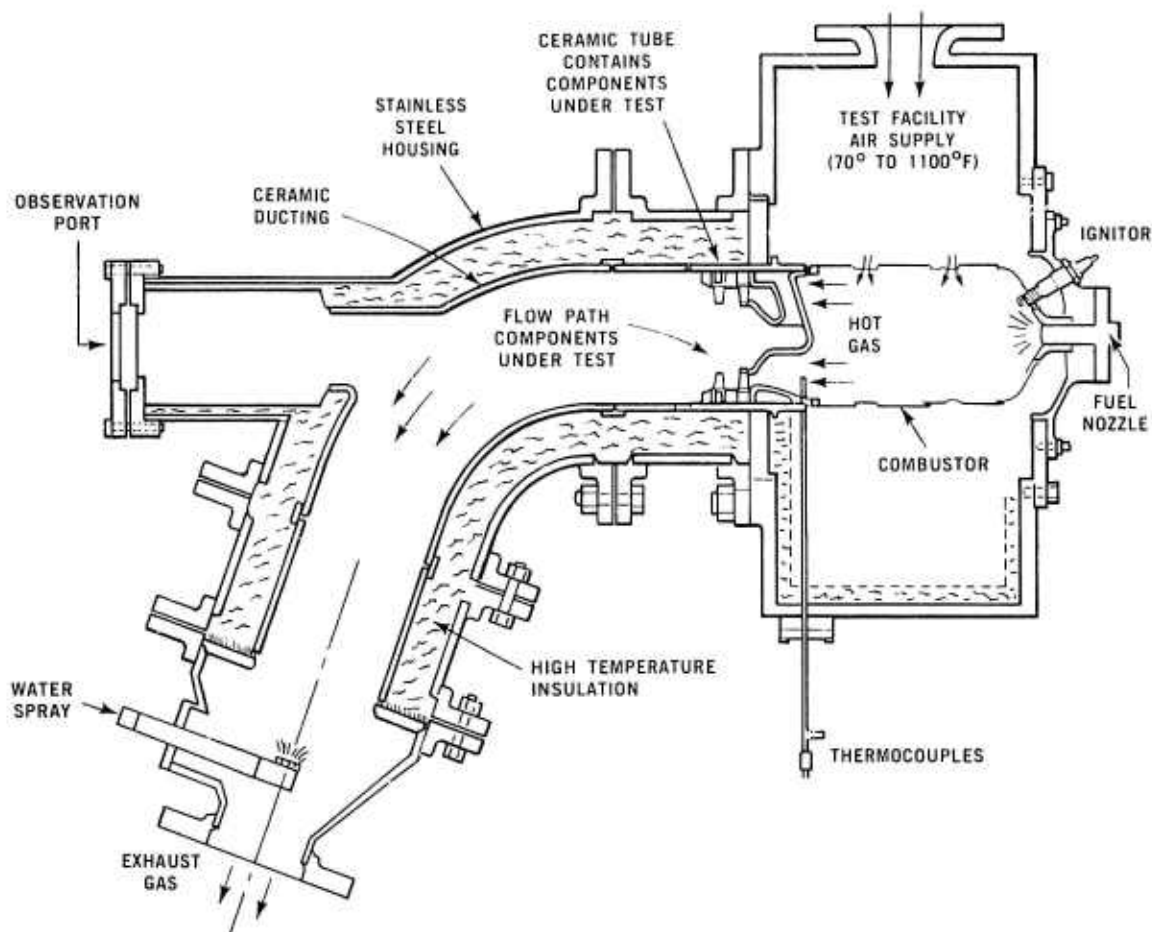 CERAMIC TUBE
CONTAINS
COMPONENTS
UNDER TEST
STAINLESS
STEEL
HOUSING
TEST FACILITY
AIR SUPPLY
(70° TO 1100°F)
OBSERVATION
PORT
CERAMIC
DUCTING
IGNITOR
FLOW PATH
COMPONENTS
UNDER TEST
HOT
GAS
FUEL
NOZZLE
COMBUSTOR
HIGH TEMPERATURE
INSULATION
WATER
SPRAY
THERMOCOUPLES
EXHAUST
GAS